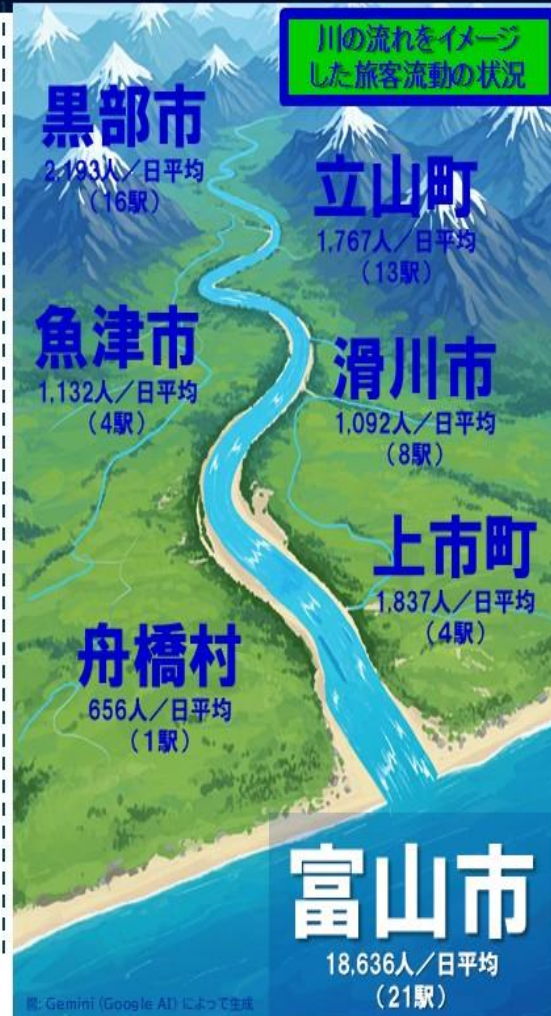 川の流れをイメージ
した旅客流動の状況
黒部市
2,193人／日平均
（16駅）
立山町
1,767人／日平均
（13駅）
魚津市
1,132人／日平均
（4駅）
滑川市
1,092人／日平均
（8駅）
上市町
1,837人／日平均
（4駅）
舟橋村
656人／日平均
（1駅）
富山市
18,636人／日平均
（21駅）
図: Gemini (Google AI) によって生成